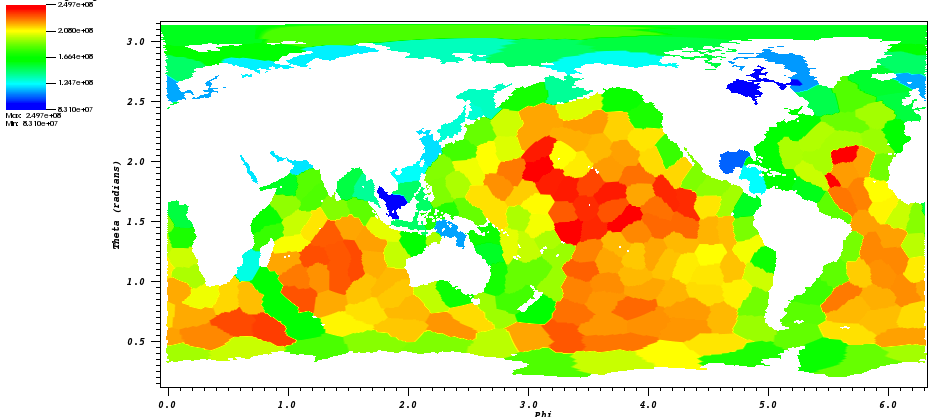 2.497e+08
2.080e+08
1.664e+08
1.247e+08
8.310e+07
Max: 2.497e+08
Min: 8.310e+07
Theta (radians)
3.0
2.5
2.0
1.5
1.0
0.5
0.0 1.0 2.0 3.0 4.0 5.0 6.0
Phi